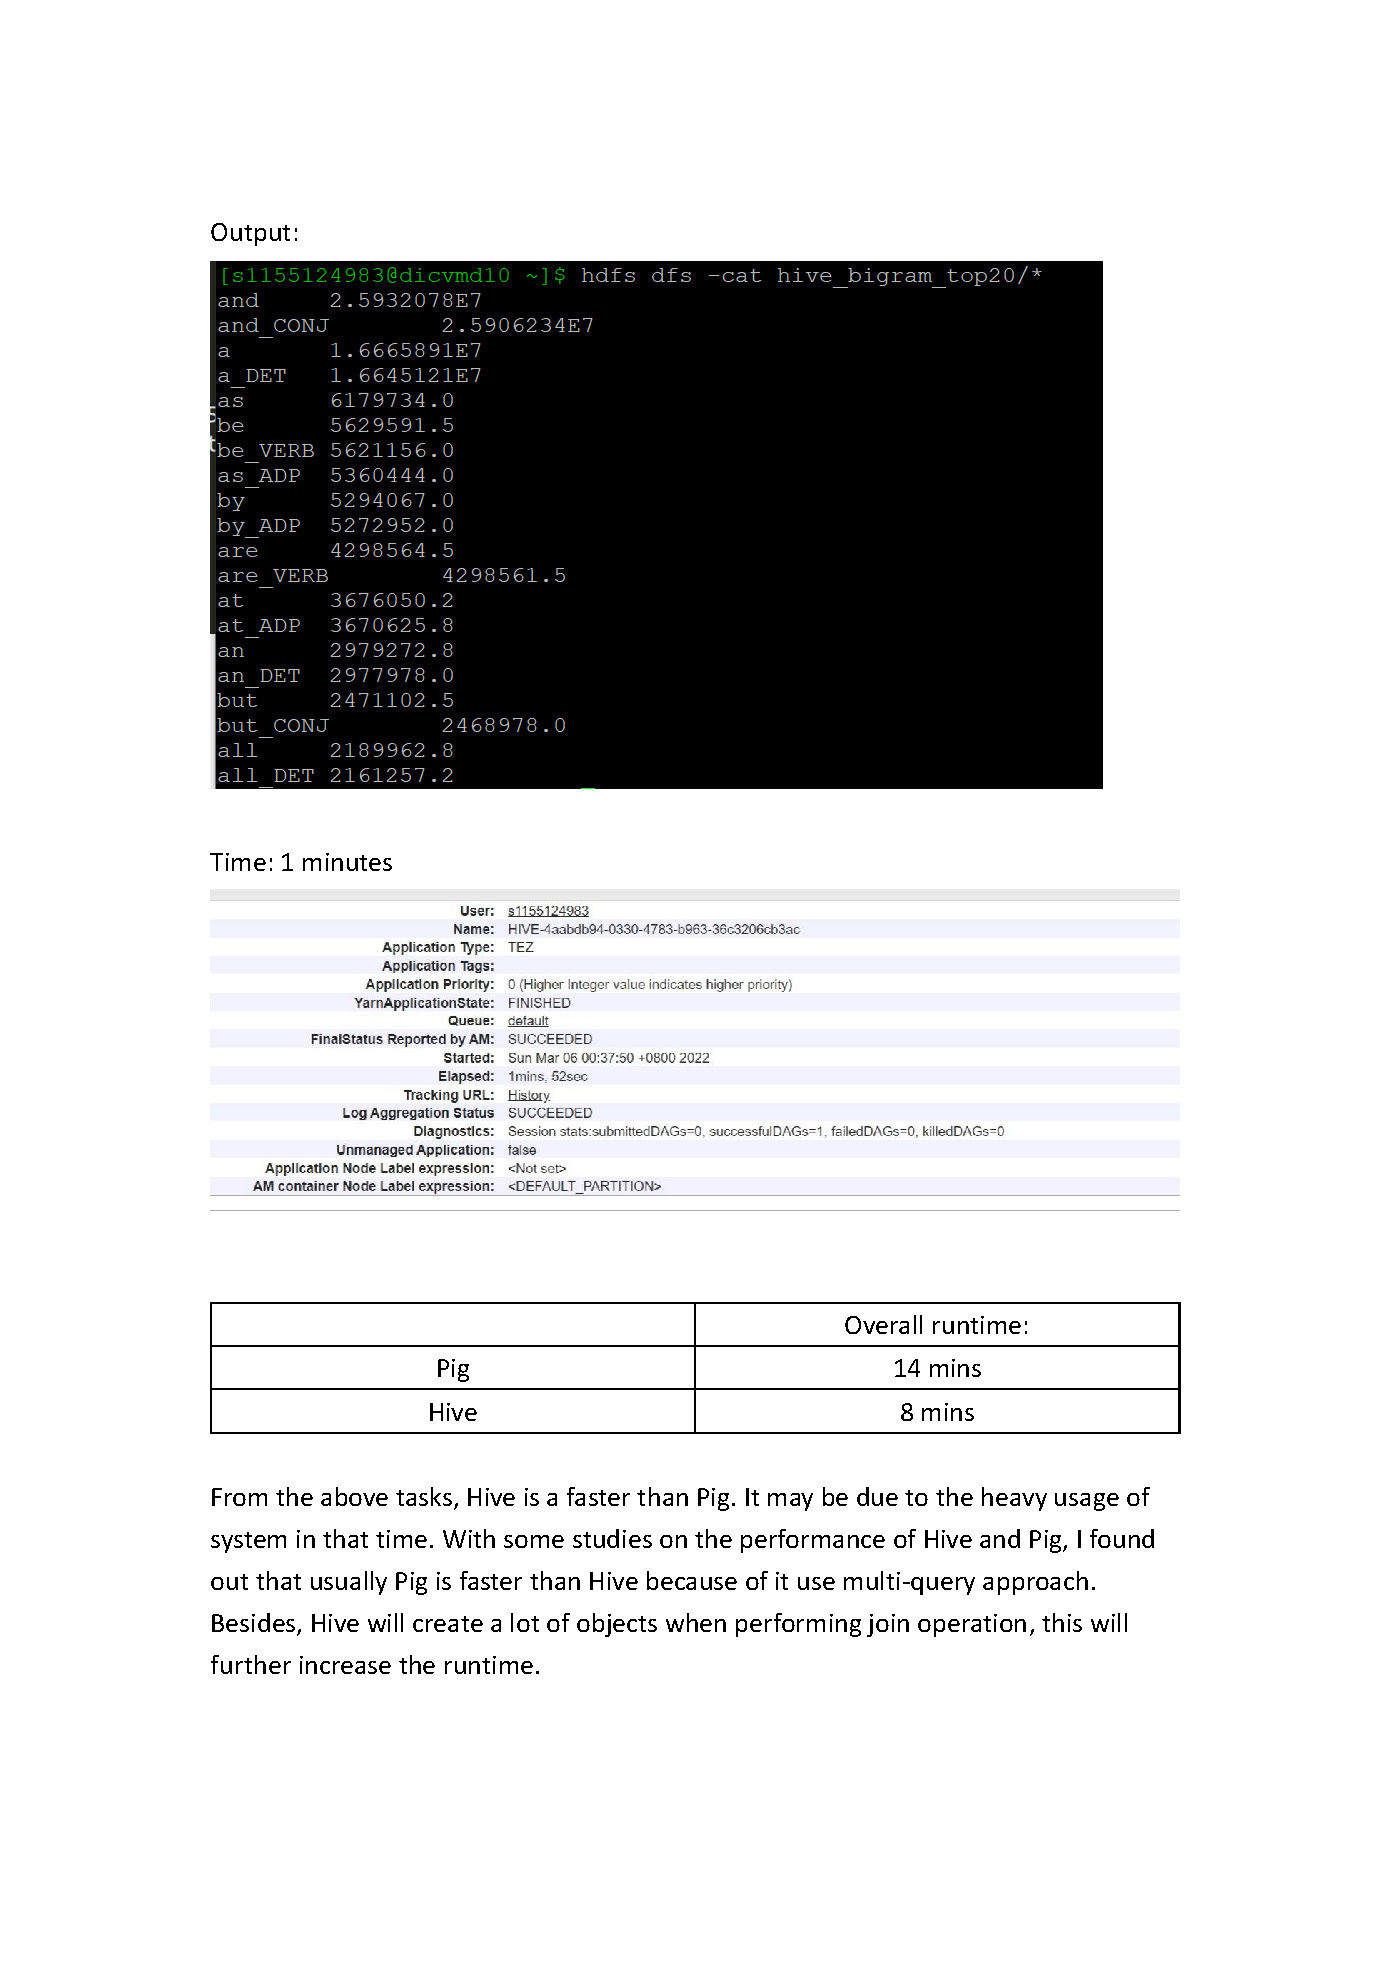 Output:
[s1155124983@dicvmd10 ~]$ hdfs dfs -cat hive_bigram_top20/*
and 2.5932078E7
and_CONJ 2.5906234E7
a 1.6665891E7
a_DET 1.6645121E7
as 6179734.0
be 5629591.5
be_VERB 5621156.0
as_ADP 5360444.0
by 5294067.0
by_ADP 5272952.0
are 4298564.5
are_VERB 4298561.5
at 3676050.2
at_ADP 3670625.8
an 2979272.8
an_DET 2977978.0
but 2471102.5
but_CONJ 2468978.0
all 2189962.8
all_DET 2161257.2
Time: 1 minutes
User: s1155124983
Name: HIVE-4aabdb94-0330-4783-b963-36c3206cb3ac
Application Type: TEZ
Application Tags:
Application Priority: 0 (Higher Integer value indicates higher priority)
YarnApplicationState: FINISHED
Queue: default
FinalStatus Reported by AM: SUCCEEDED
Started: Sun Mar 06 00:37:50 +0800 2022
Elapsed: 1mins, 52sec
Tracking URL: History
Log Aggregation Status SUCCEEDED
Diagnostics: Session stats:submittedDAGs=0, successfulDAGs=1, failedDAGs=0, killedDAGs=0
Unmanaged Application: false
Application Node Label expression: <Not set>
AM container Node Label expression: <DEFAULT_PARTITION>
Overall runtime:
Pig 14 mins
Hive 8 mins
From the above tasks, Hive is a faster than Pig. It may be due to the heavy usage of
system in that time. With some studies on the performance of Hive and Pig, I found
out that usually Pig is faster than Hive because of it use multi-query approach.
Besides, Hive will create a lot of objects when performing join operation, this will
further increase the runtime.